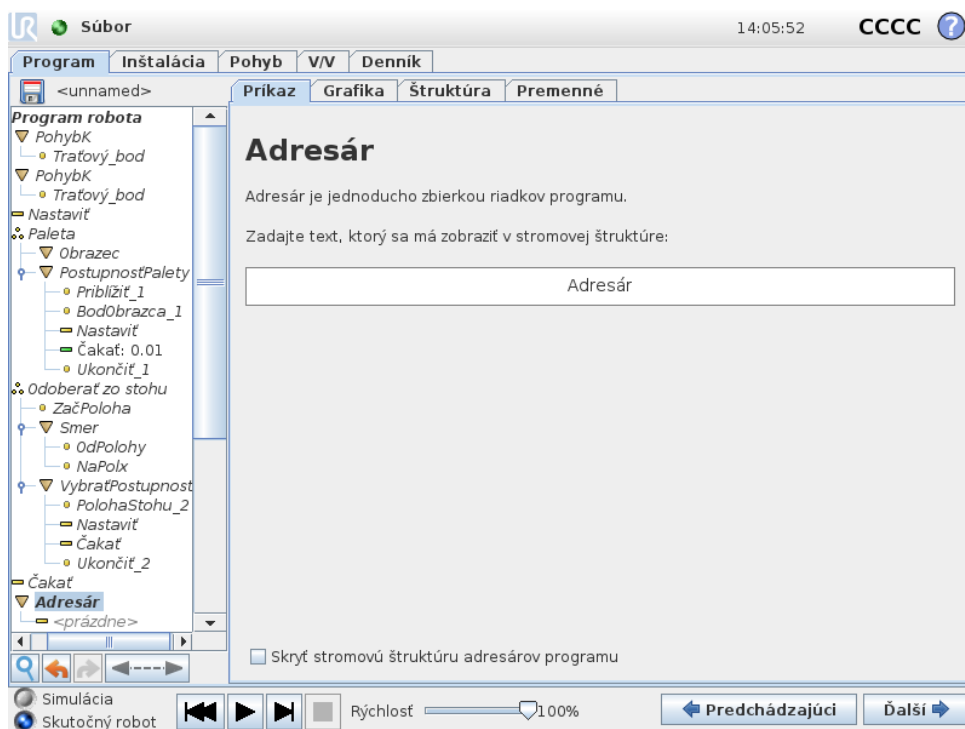 UR Súbor 14:05:52 CCCC ?
Program Inštalácia Pohyb V/V Denník
<unnamed> Príkaz Grafika Štruktúra Premenné
Program robota
PohybK
Traťový_bod
PohybK
Traťový_bod
Nastaviť
Paleta
Obrazec
PostupnosťPalety
Priblížiť_1
BodObrazca_1
Nastaviť
Čakať: 0.01
Ukončiť_1
Odoberať zo stohu
ZačPoloha
Smer
OdPolohy
NaPolx
VybraťPostupnost
PolohaStohu_2
Nastaviť
Čakať
Ukončiť_2
Čakať
Adresár
<prázdne>
Adresár
Adresár je jednoducho zbierkou riadkov programu.
Zadajte text, ktorý sa má zobraziť v stromovej štruktúre:
Adresár
Skryť stromovú štruktúru adresárov programu
Simulácia
Skutočný robot
Rýchlosť 100%
Predchádzajúci Ďalší